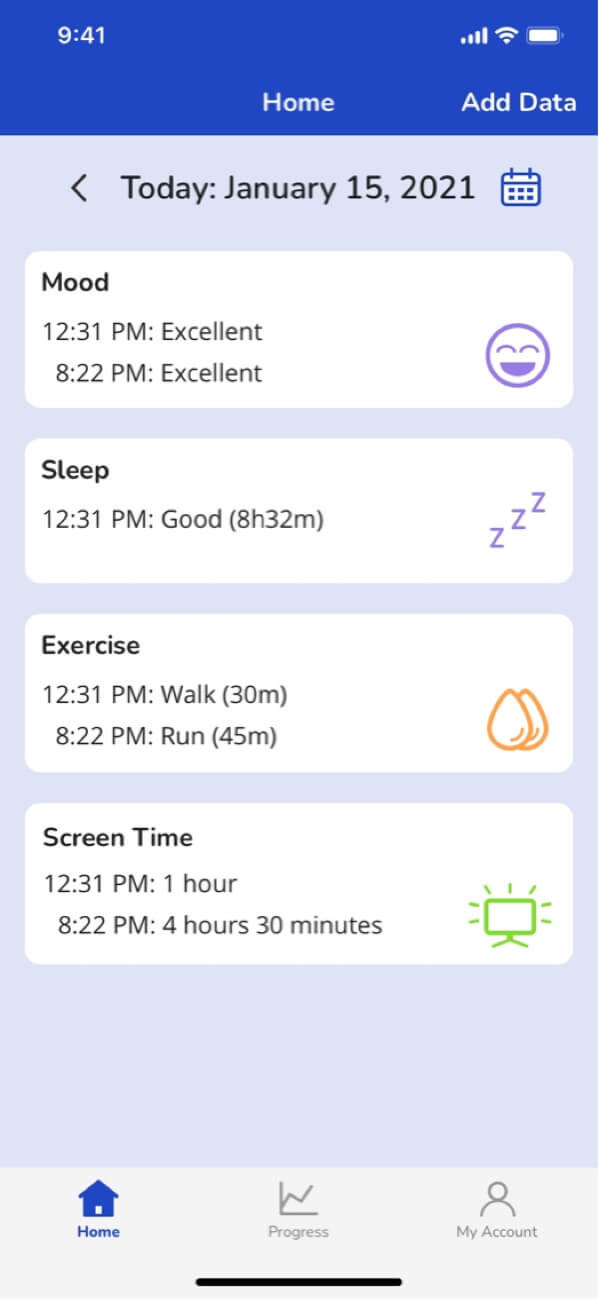 9:41
Home
Add Data
Today: January 15, 2021
Mood
12:31 PM: Excellent
8:22 PM: Excellent
Sleep
12:31 PM: Good (8h32m)
z z z
Exercise
12:31 PM: Walk (30m)
8:22 PM: Run (45m)
Screen Time
12:31 PM: 1 hour
8:22 PM: 4 hours 30 minutes
Home
Progress
My Account